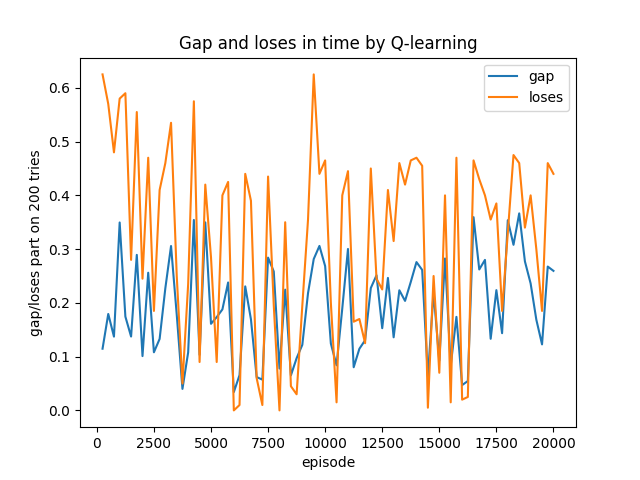 Gap and loses in time by Q-learning
gap
loses
gap/loses part on 200 tries
0.6
0.5
0.4
0.3
0.2
0.1
0.0
0 2500 5000 7500 10000 12500 15000 17500 20000
episode